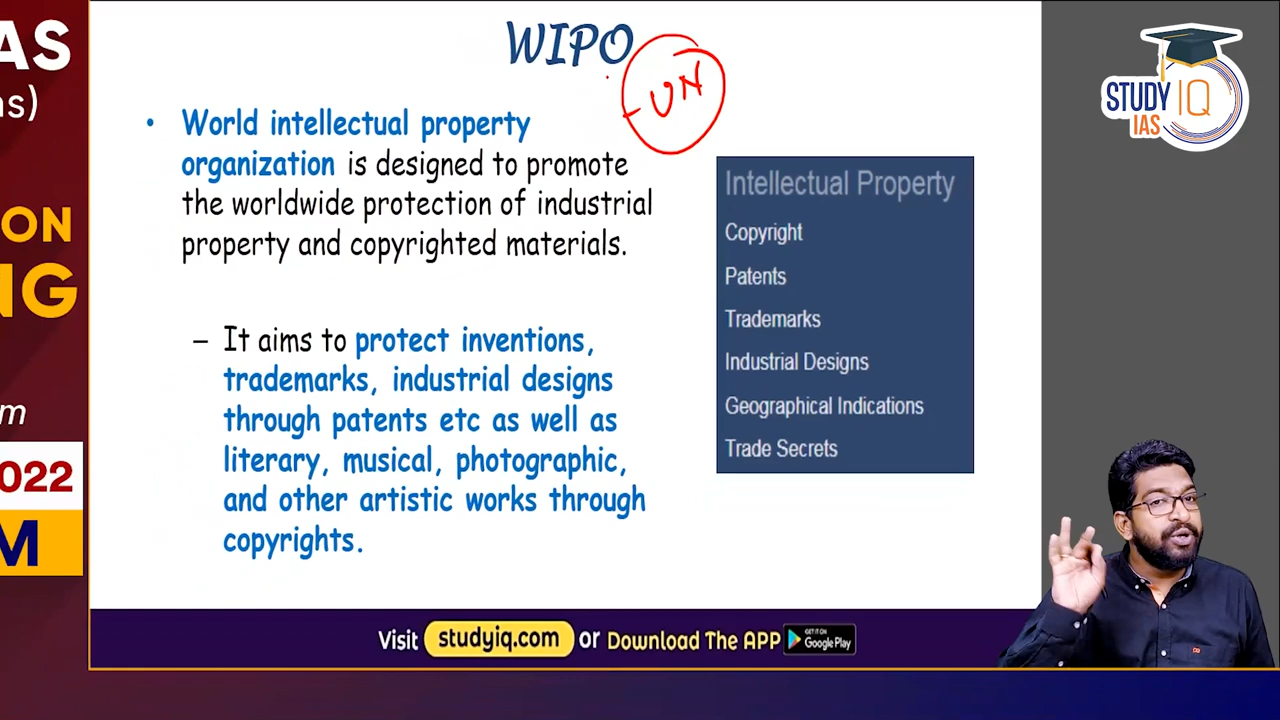 AS
ns)
ON
NG
m
2022
M
WIPO
- UN
• World intellectual property
organization is designed to promote
the worldwide protection of industrial
property and copyrighted materials.
– It aims to protect inventions,
trademarks, industrial designs
through patents etc as well as
literary, musical, photographic,
and other artistic works through
copyrights.
Intellectual Property
Copyright
Patents
Trademarks
Industrial Designs
Geographical Indications
Trade Secrets
STUDY IQ
IAS
Visit studyiq.com or Download The APP GET IT ON Google Play